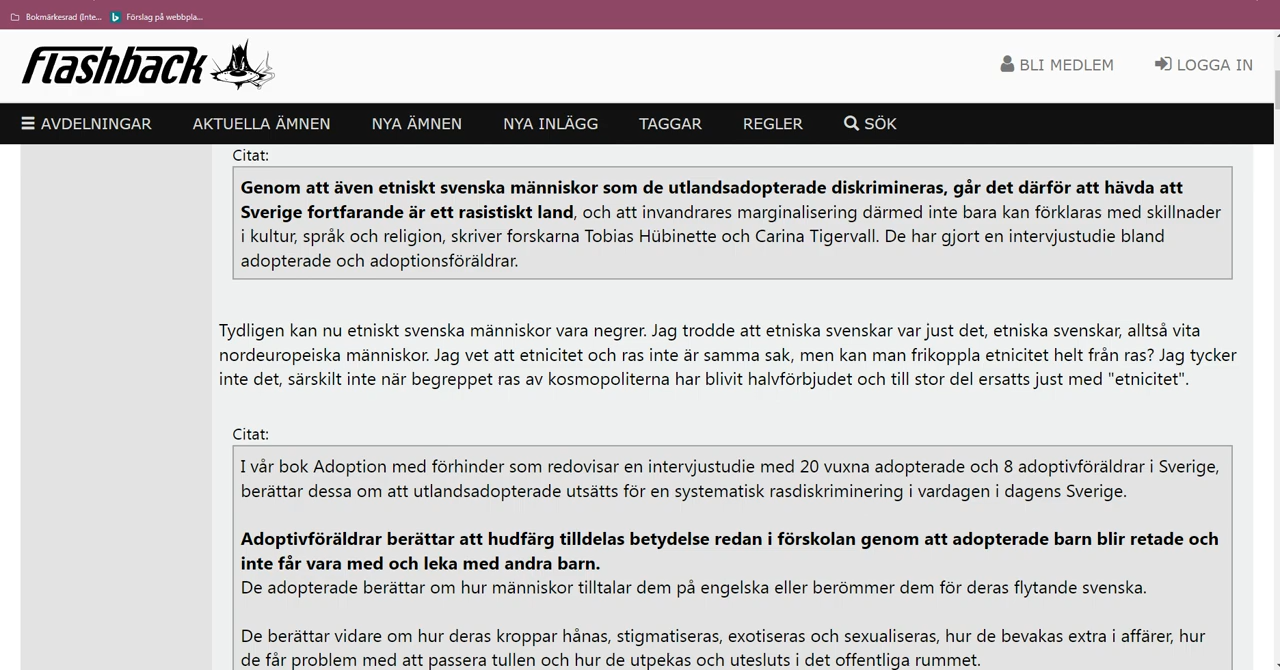 Bokmärkesrad (Inte...
Förslag på webbpla...
flashback
BLI MEDLEM
LOGGA IN
AVDELNINGAR
AKTUELLA ÄMNEN
NYA ÄMNEN
NYA INLÄGG
TAGGAR
REGLER
SÖK
Citat:
Genom att även etniskt svenska människor som de utlandsadopterade diskrimineras, går det därför att hävda att
Sverige fortfarande är ett rasistiskt land, och att invandrares marginalisering därmed inte bara kan förklaras med skillnader
i kultur, språk och religion, skriver forskarna Tobias Hübinette och Carina Tigervall. De har gjort en intervjustudie bland
adopterade och adoptionsföräldrar.
Tydligen kan nu etniskt svenska människor vara negrer. Jag trodde att etniska svenskar var just det, etniska svenskar, alltså vita
nordeuropeiska människor. Jag vet att etnicitet och ras inte är samma sak, men kan man frikoppla etnicitet helt från ras? Jag tycker
inte det, särskilt inte när begreppet ras av kosmopoliterna har blivit halvförbjudet och till stor del ersatts just med "etnicitet".
Citat:
I vår bok Adoption med förhinder som redovisar en intervjustudie med 20 vuxna adopterade och 8 adoptivföräldrar i Sverige,
berättar dessa om att utlandsadopterade utsätts för en systematisk rasdiskriminering i vardagen i dagens Sverige.
Adoptivföräldrar berättar att hudfärg tilldelas betydelse redan i förskolan genom att adopterade barn blir retade och
inte får vara med och leka med andra barn.
De adopterade berättar om hur människor tilltalar dem på engelska eller berömmer dem för deras flytande svenska.
De berättar vidare om hur deras kroppar hånas, stigmatiseras, exotiseras och sexualiseras, hur de bevakas extra i affärer, hur
de får problem med att passera tullen och hur de utpekas och utesluts i det offentliga rummet.